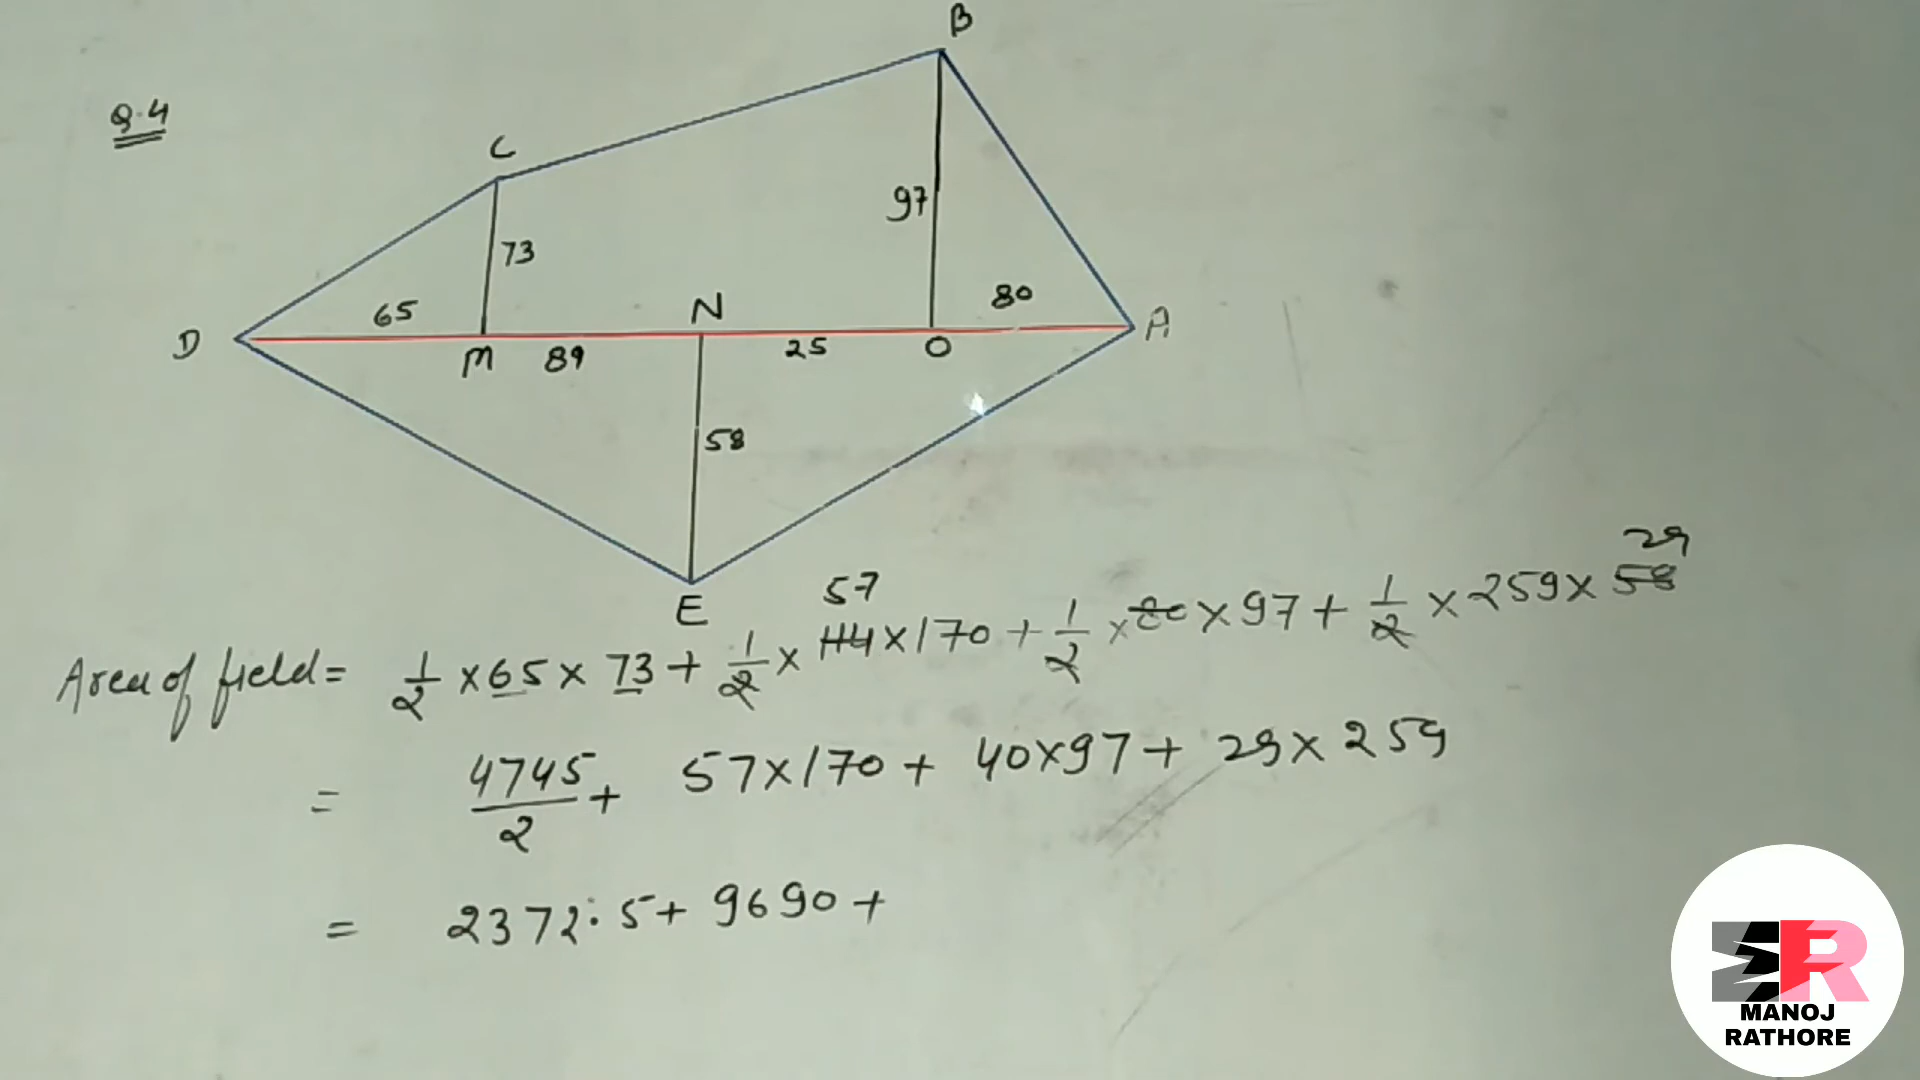 B
Q.4
C
97
73
65
N
80
D
A
M
89
25
O
58
E
57
29
Area of field = 1/2 × 65 × 73 + 1/2 × 114 × 170 + 1/2 × 80 × 97 + 1/2 × 259 × 58
= 4745/2 + 57×170 + 40×97 + 29×259
= 2372.5 + 9690 +
MANOJ
RATHORE